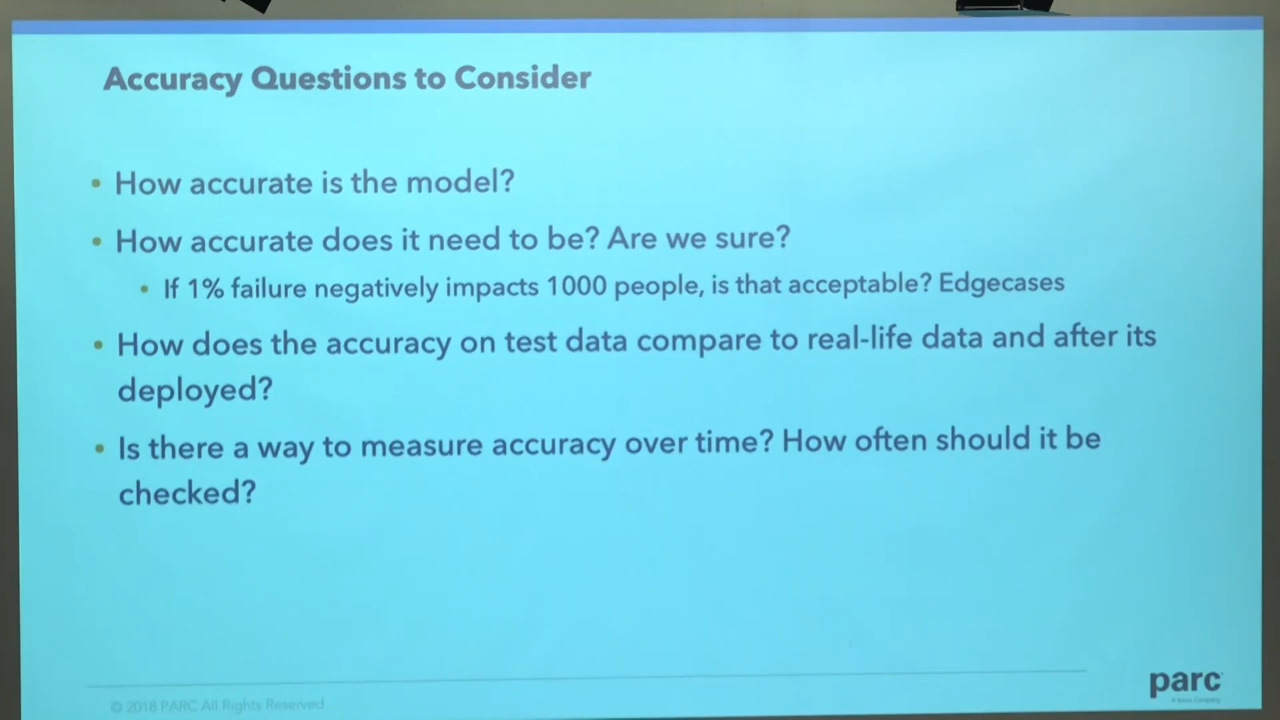 Accuracy Questions to Consider
• How accurate is the model?
• How accurate does it need to be? Are we sure?
• If 1% failure negatively impacts 1000 people, is that acceptable? Edgecases
• How does the accuracy on test data compare to real-life data and after its
deployed?
• Is there a way to measure accuracy over time? How often should it be
checked?
© 2018 PARC All Rights Reserved
parc
A Xerox Company